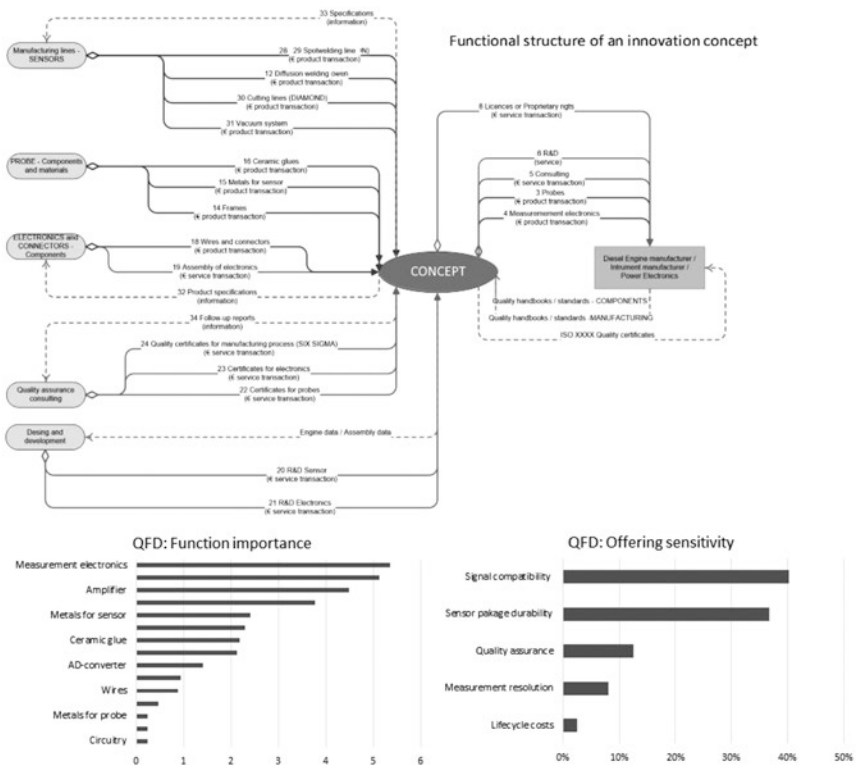 33 Specifications
(information)
Functional structure of an innovation concept
Manufacturing lines -
SENSORS
28, 29 Spotwelding line
(€ product transaction)
12 Diffusion welding owen
(€ product transaction)
30 Cutting lines (DIAMOND)
(€ product transaction)
31 Vacuum system
(€ product transaction)
8 Licences or Proprietary rights
(€ service transaction)
PROBE - Components
and materials
16 Ceramic glues
(€ product transaction)
15 Metals for sensor
(€ product transaction)
14 Frames
(€ product transaction)
6 R&D
(service)
5 Consulting
(€ service transaction)
3 Probes
(€ product transaction)
4 Measuremement electronics
(€ product transaction)
ELECTRONICS and
CONNECTORS -
Components
18 Wires and connectors
(€ product transaction)
19 Assembly of electronics
(€ service transaction)
32 Product specifications
(information)
CONCEPT
Diesel Engine manufacturer /
Intrument manufacturer /
Power Electronics
Quality handbooks / standards - COMPONENTS
Quality handbooks / standards -MANUFACTURING
ISO XXXX Quality certificates
34 Follow-up reports
(information)
24 Quality certificates for manufacturing process (SIX SIGMA)
(€ service transaction)
23 Certificates for electronics
(€ service transaction)
Quality assurance
consulting
22 Certificates for probes
(€ service transaction)
Desing and
development
Engine data / Assembly data
20 R&D Sensor
(€ service transaction)
21 R&D Electronics
(€ service transaction)
QFD: Function importance
Measurement electronics
Amplifier
Metals for sensor
Ceramic glue
AD-converter
Wires
Metals for probe
Circuitry
0 1 2 3 4 5 6
QFD: Offering sensitivity
Signal compatibility
Sensor pakage durability
Quality assurance
Measurement resolution
Lifecycle costs
0% 10% 20% 30% 40% 50%